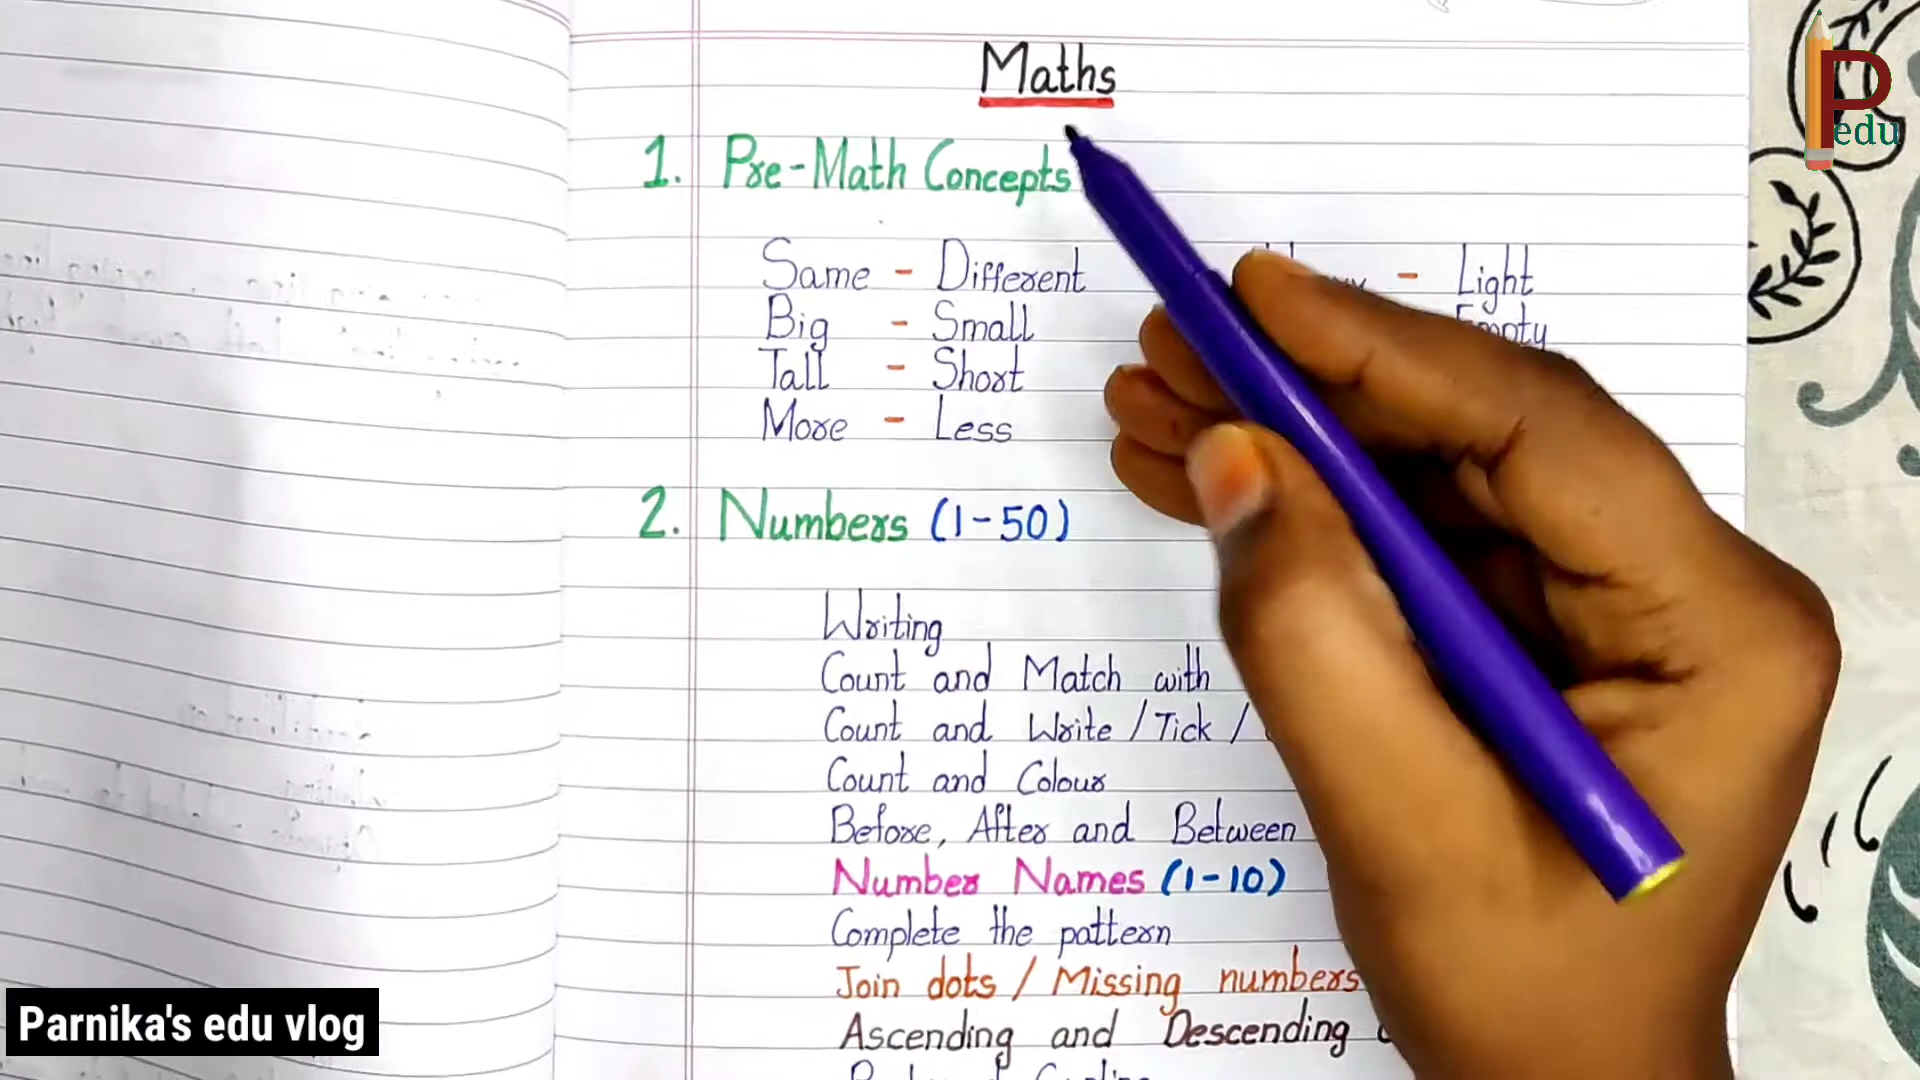 Maths
P
edu
1. Pre-Math Concepts
Same - Different
- Light
Big - Small
Empty
Tall - Short
More - Less
2. Numbers (1-50)
Writing
Count and Match with
Count and Write / Tick /
Count and Colour
Before, After and Between
Number Names (1-10)
Complete the pattern
Join dots / Missing numbers
Ascending and Descending
Parnika's edu vlog